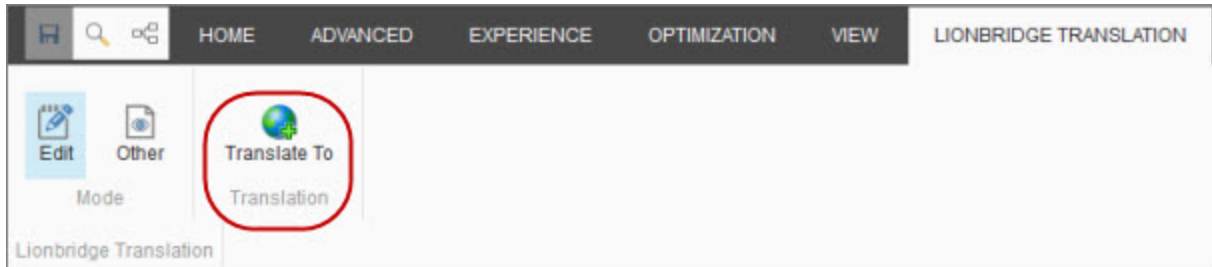 HOME ADVANCED EXPERIENCE OPTIMIZATION VIEW LIONBRIDGE TRANSLATION
Edit Other Translate To
Mode Translation
Lionbridge Translation